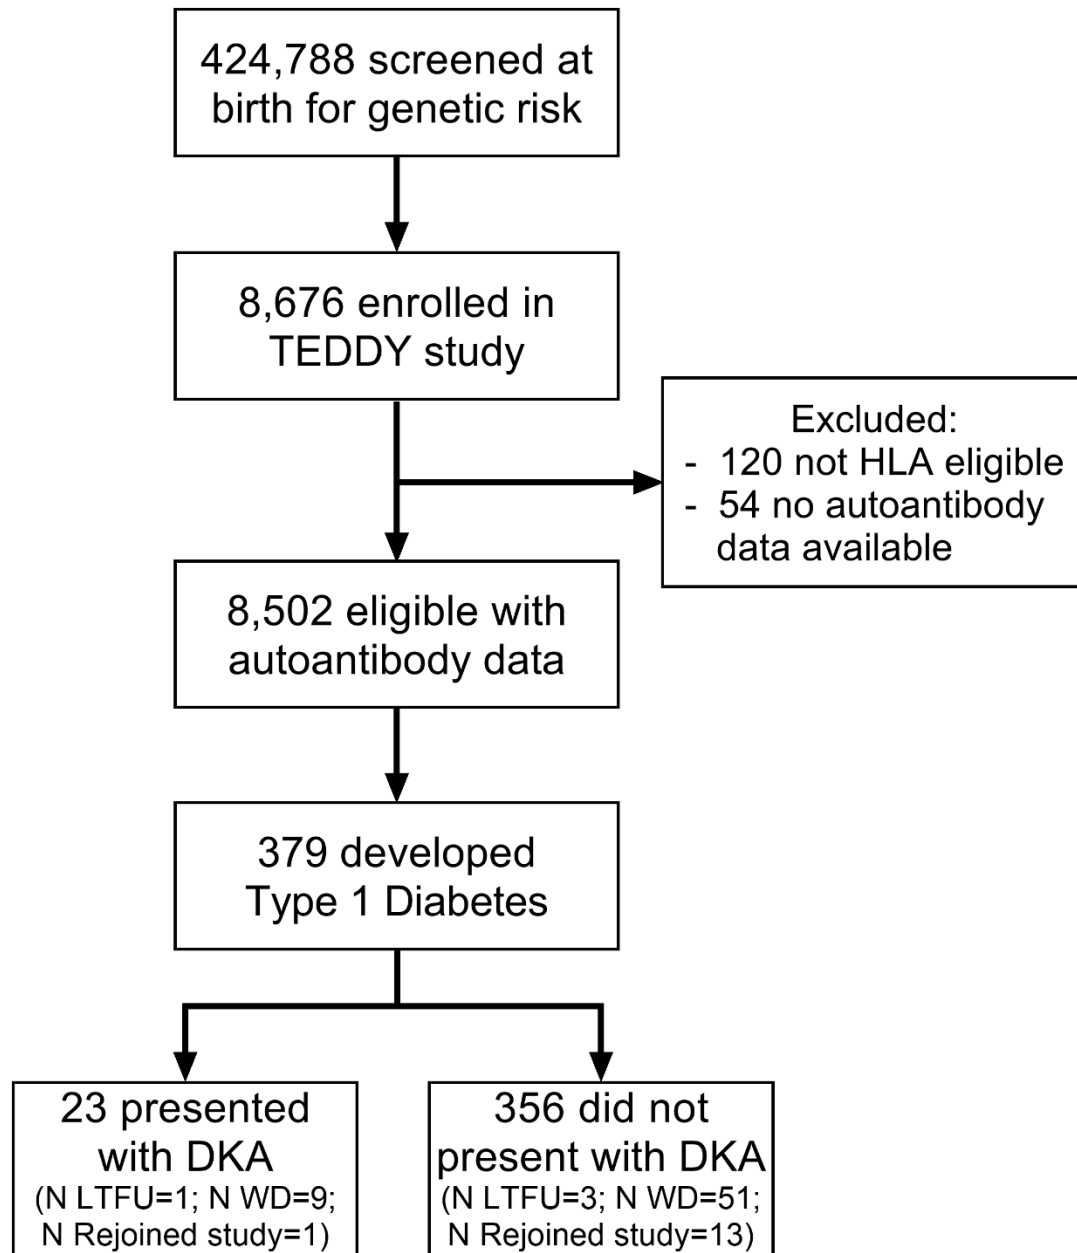 424,788 screened at
birth for genetic risk
8,676 enrolled in
TEDDY study
Excluded:
- 120 not HLA eligible
- 54 no autoantibody
data available
8,502 eligible with
autoantibody data
379 developed
Type 1 Diabetes
23 presented
with DKA
(N LTFU=1; N WD=9;
N Rejoined study=1)
356 did not
present with DKA
(N LTFU=3; N WD=51;
N Rejoined study=13)